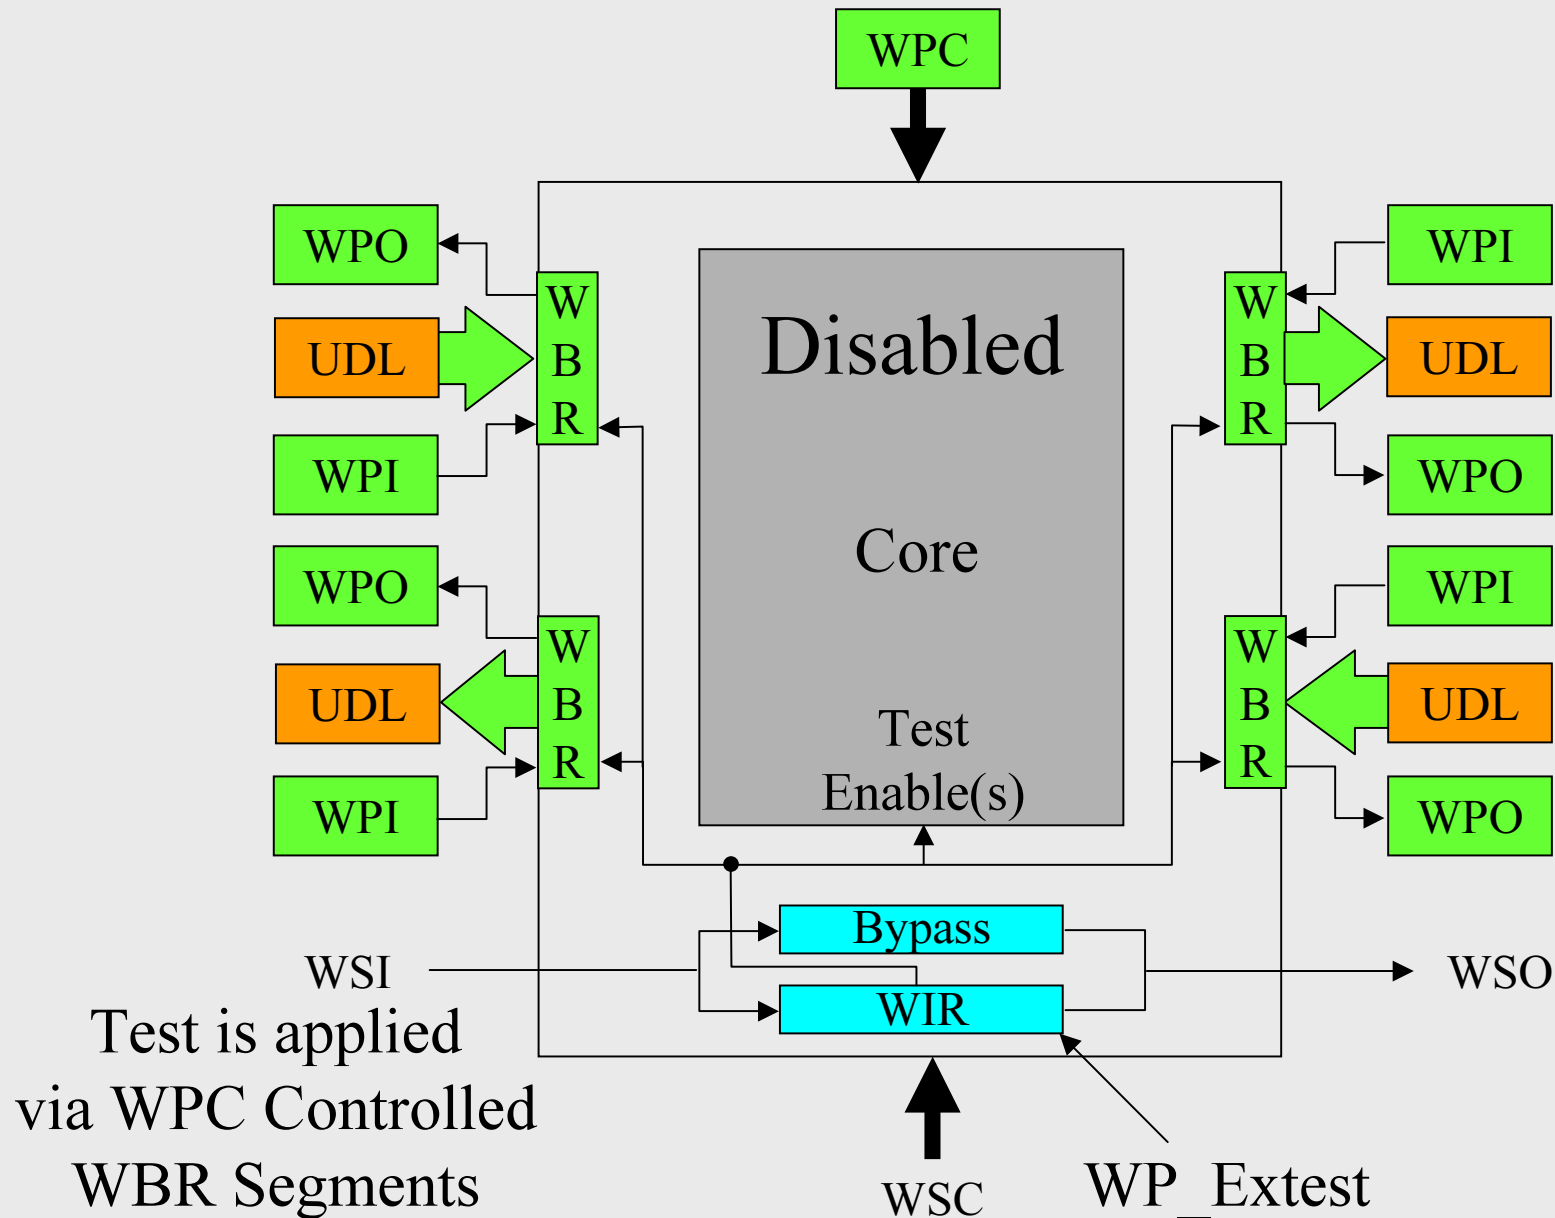 WPC
WPO
WPI
W
B
R
W
B
R
UDL
Disabled
UDL
WPI
WPO
Core
WPO
WPI
W
B
R
W
B
R
UDL
Test
Enable(s)
UDL
WPI
WPO
Bypass
WSI
WSO
WIR
Test is applied
via WPC Controlled
WBR Segments
WSC
WP_Extest